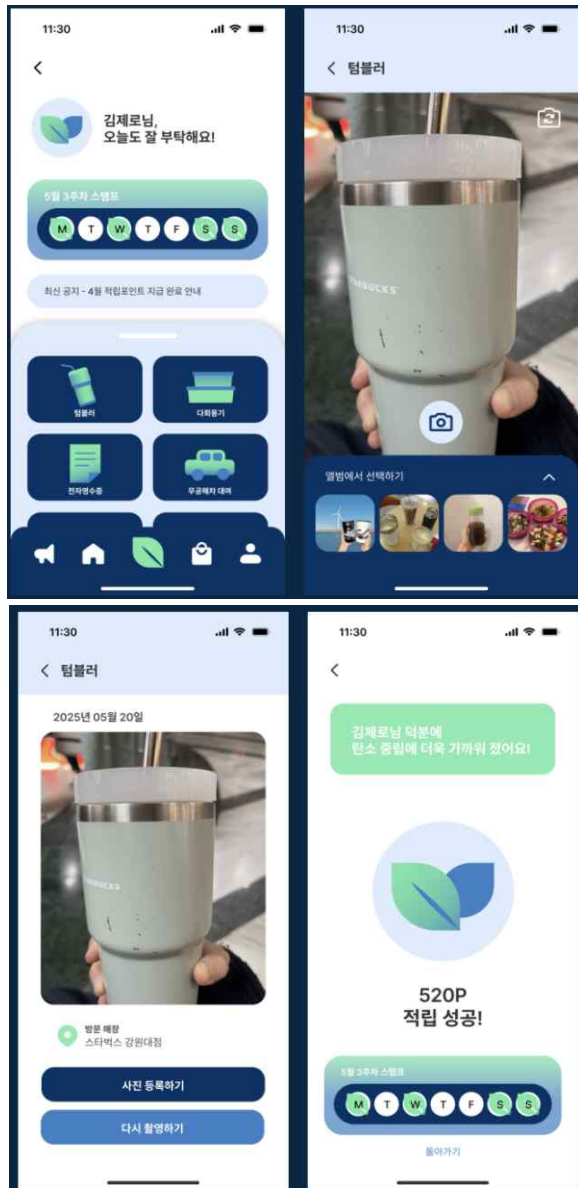 11:30
김제로님,
오늘도 잘 부탁해요!
5월 3주차 스탬프
M T W T F S S
최신 공지 - 4월 적립포인트 지급 완료 안내
텀블러
다회용기
전자영수증
무공해차 대여
11:30
텀블러
STARBUCKS
앨범에서 선택하기
11:30
텀블러
2025년 05월 20일
STARBUCKS
방문 매장
스타벅스 강원대점
사진 등록하기
다시 촬영하기
11:30
김제로님 덕분에
탄소 중립에 더욱 가까워 졌어요!
520P
적립 성공!
5월 3주차 스탬프
M T W T F S S
돌아가기